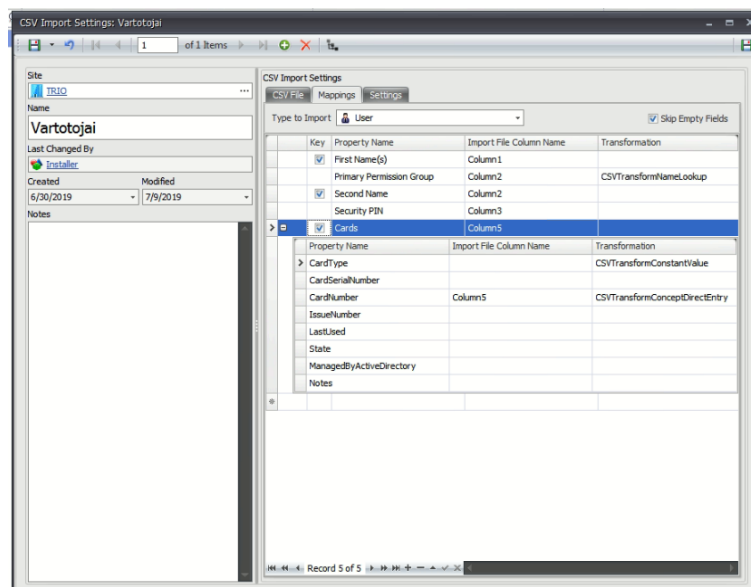 CSV Import Settings: Vartotojai
1 of 1 Items
Site
TRIO ...
Name
Vartotojai
Last Changed By
Installer
Created Modified
6/30/2019 7/9/2019
Notes
CSV Import Settings
CSV File Mappings Settings
Type to Import User Skip Empty Fields
Key Property Name Import File Column Name Transformation
First Name(s) Column1
Primary Permission Group Column2 CSVTransformNameLookup
Second Name Column2
Security PIN Column3
Cards Column5
Property Name Import File Column Name Transformation
CardType CSVTransformConstantValue
CardSerialNumber
CardNumber Column5 CSVTransformConceptDirectEntry
IssueNumber
LastUsed
State
ManagedByActiveDirectory
Notes
Record 5 of 5